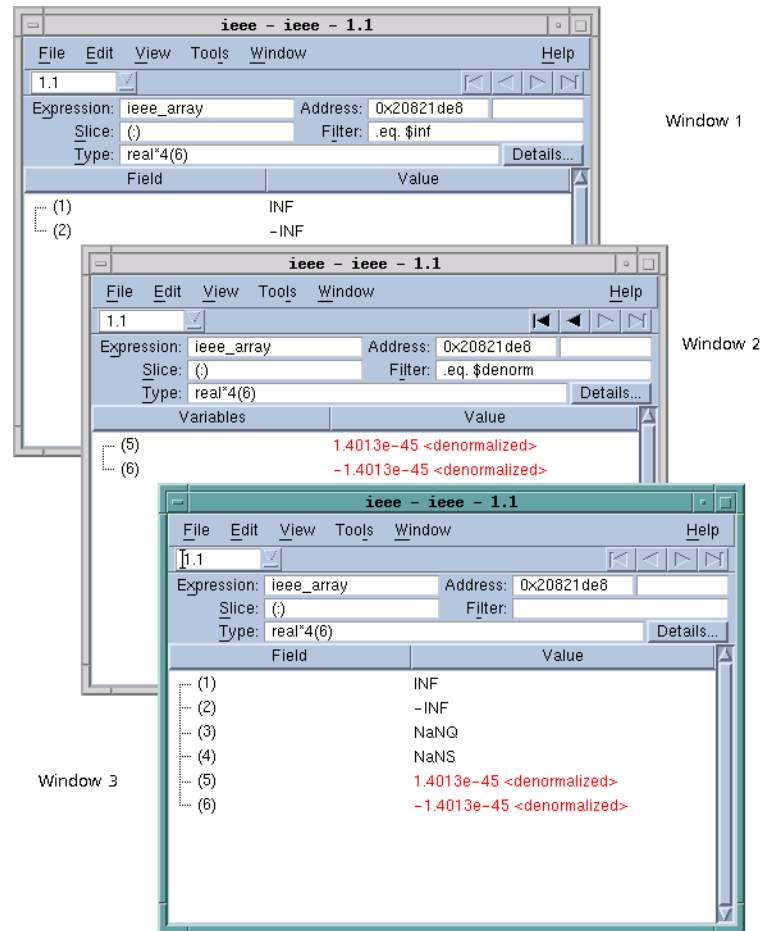 ieee - ieee - 1.1
File Edit View Tools Window Help
1.1
Expression: ieee_array Address: 0x20821de8
Slice: (:) Filter: .eq. $inf
Type: real*4(6) Details...
Field Value
(1) INF
(2) -INF
Window 1
ieee - ieee - 1.1
File Edit View Tools Window Help
1.1
Expression: ieee_array Address: 0x20821de8
Slice: (:) Filter: .eq. $denorm
Type: real*4(6) Details...
Variables Value
(5) 1.4013e-45 <denormalized>
(6) -1.4013e-45 <denormalized>
Window 2
ieee - ieee - 1.1
File Edit View Tools Window Help
1.1
Expression: ieee_array Address: 0x20821de8
Slice: (:) Filter:
Type: real*4(6) Details...
Field Value
(1) INF
(2) -INF
(3) NaNQ
(4) NaNS
(5) 1.4013e-45 <denormalized>
(6) -1.4013e-45 <denormalized>
Window 3